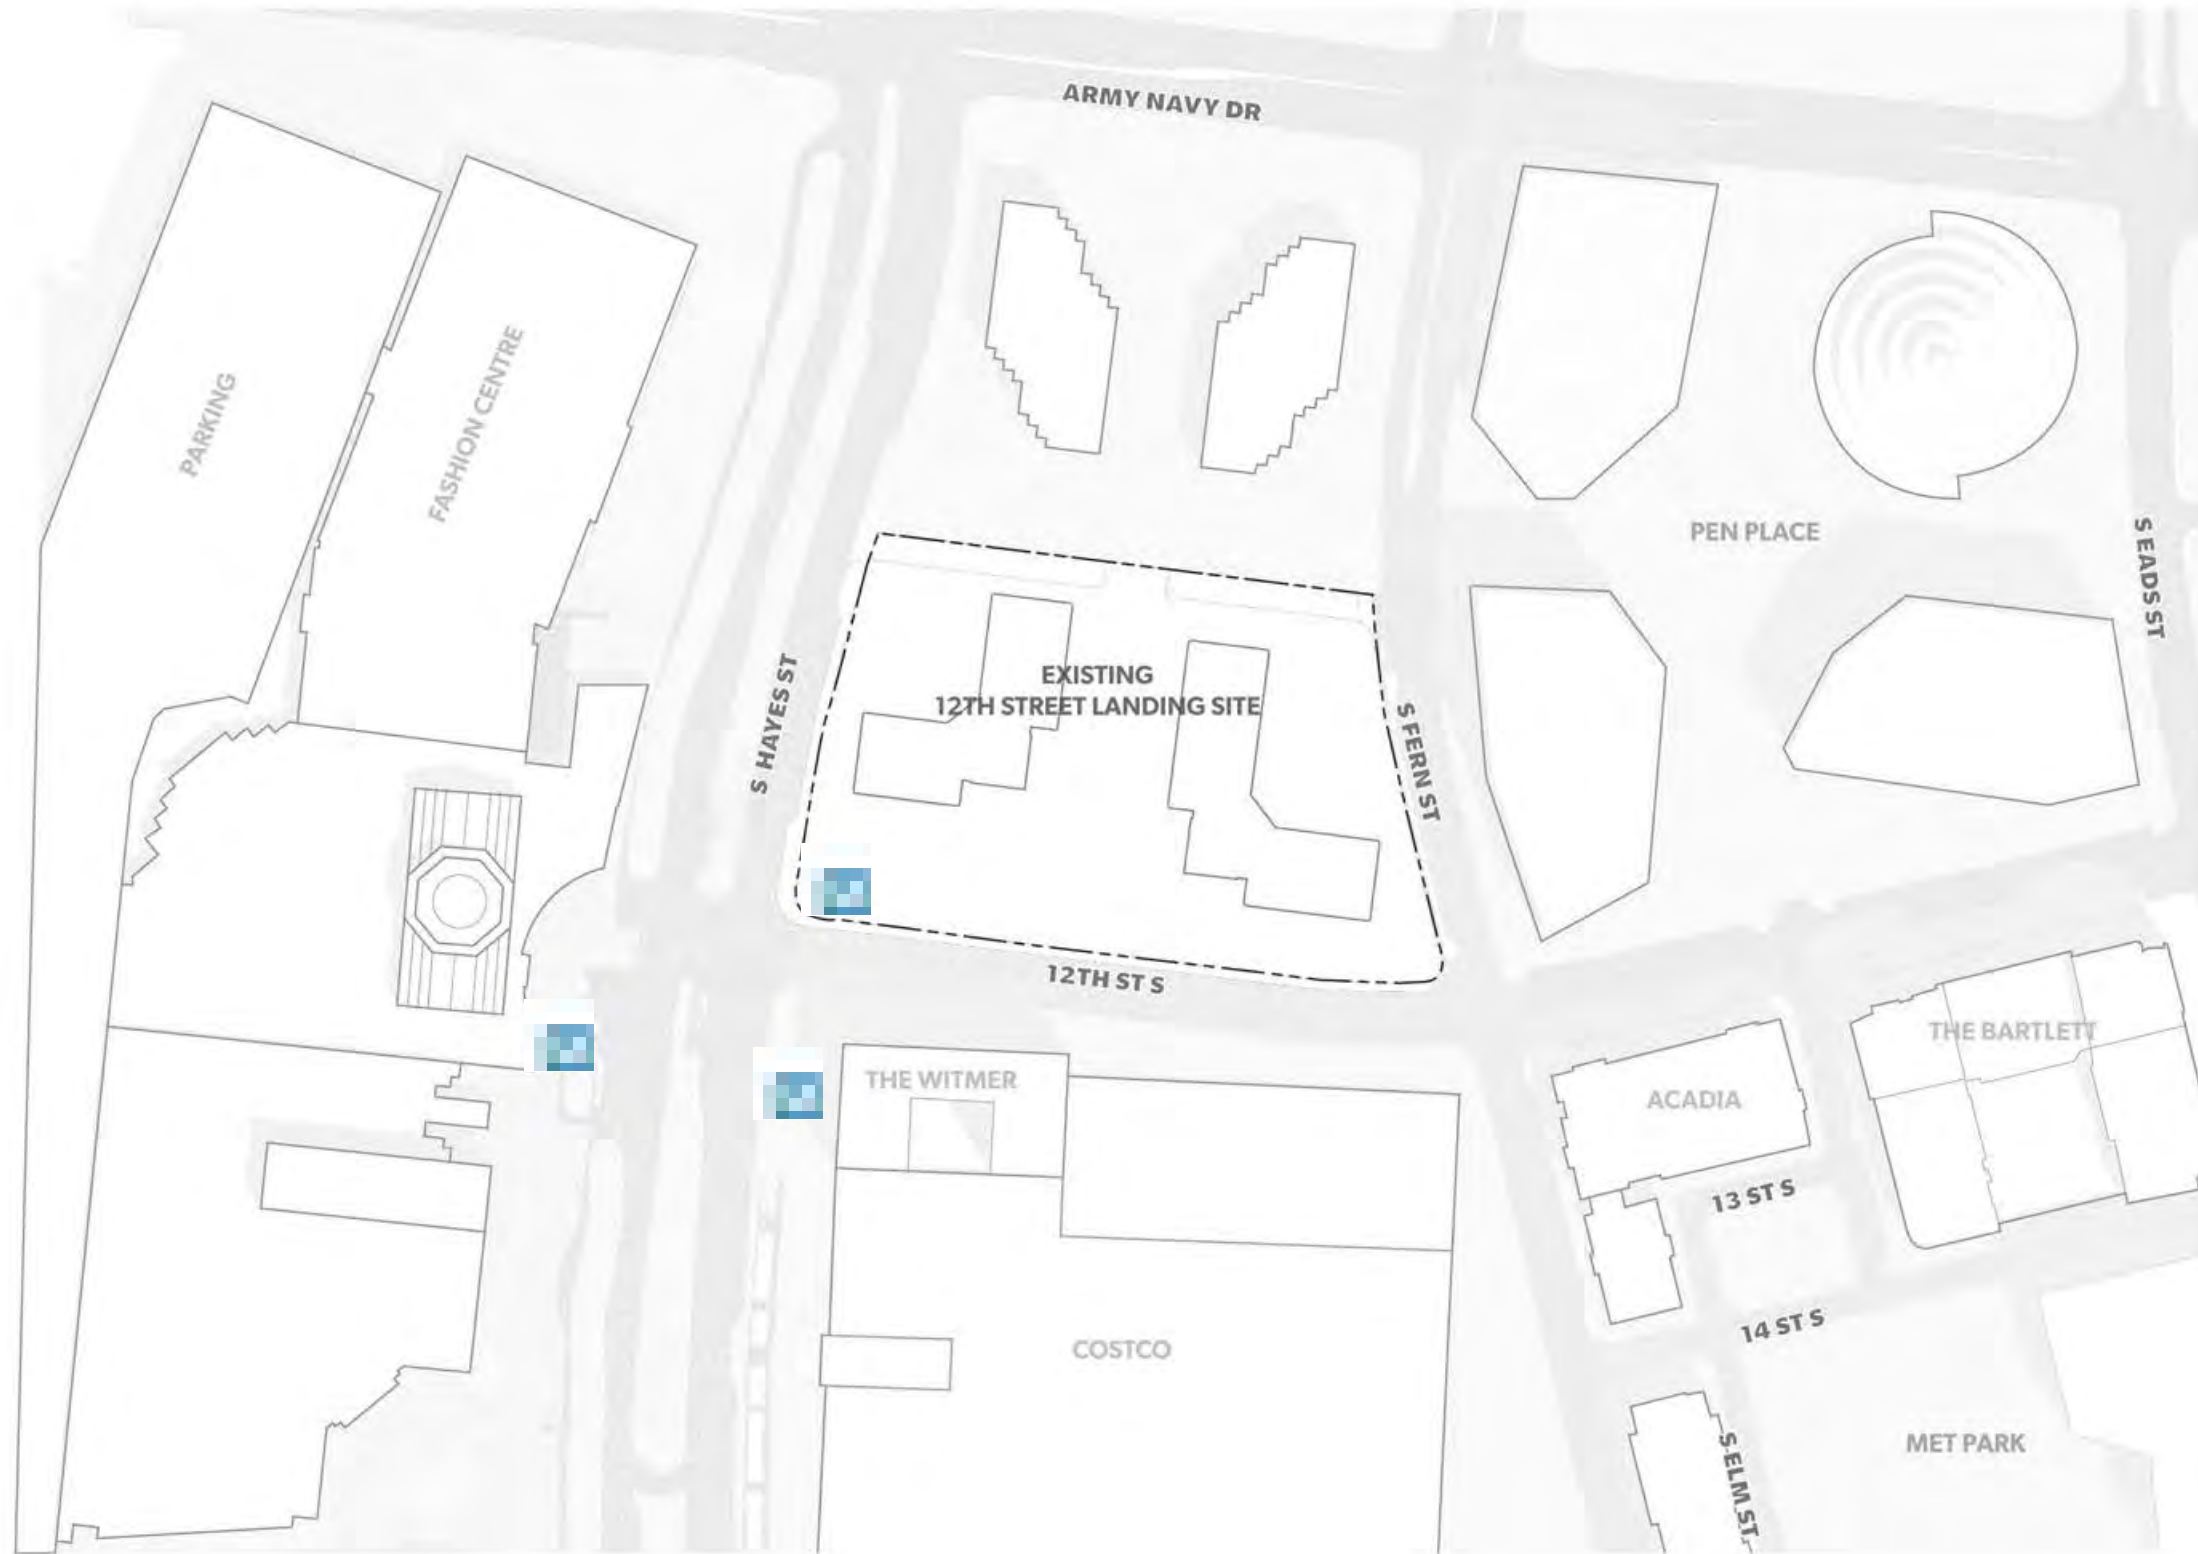 ARMY NAVY DR
PARKING
FASHION CENTRE
PEN PLACE
S EADS ST
S HAYES ST
EXISTING
12TH STREET LANDING SITE
S FERN ST
12TH ST S
THE WITMER
THE BARTLETT
ACADIA
13 ST S
14 ST S
COSTCO
MET PARK
S ELM ST